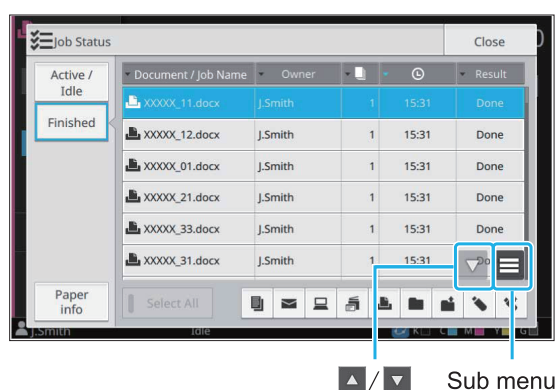 Job Status
Close
Active / Idle
Document / Job Name Owner Result
XXXXX_11.docx J.Smith 1 15:31 Done
Finished
XXXXX_12.docx J.Smith 1 15:31 Done
XXXXX_01.docx J.Smith 1 15:31 Done
XXXXX_21.docx J.Smith 1 15:31 Done
XXXXX_33.docx J.Smith 1 15:31 Done
XXXXX_31.docx J.Smith 1 15:31
Paper info
Select All
J.Smith Idle K C M Y G
/
Sub menu